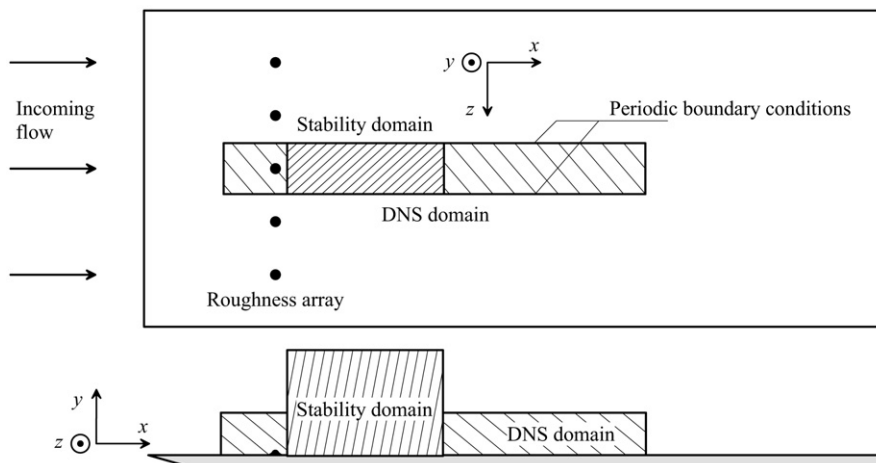 y
x
Incoming
flow
z
Periodic boundary conditions
Stability domain
DNS domain
Roughness array
y
x
z
Stability domain
DNS domain